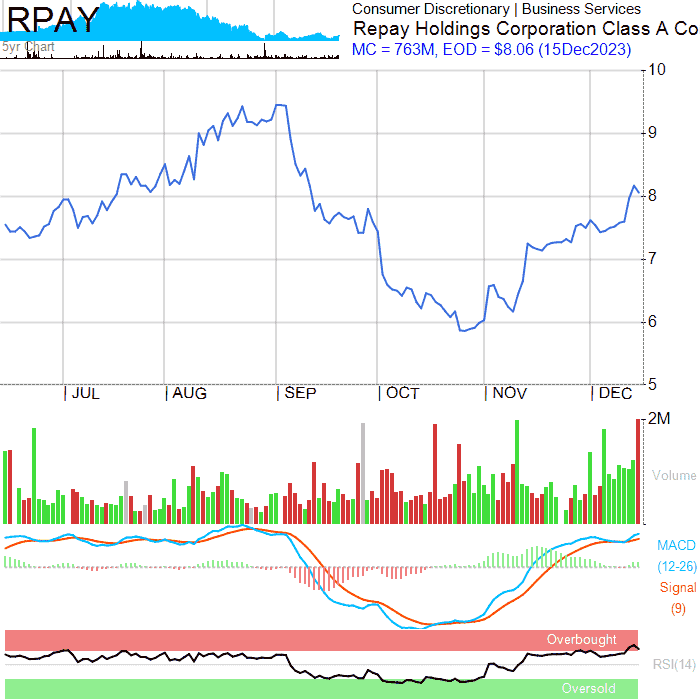 RPAY
5yr Chart
Consumer Discretionary | Business Services
Repay Holdings Corporation Class A Co
MC = 763M, EOD = $8.06 (15Dec2023)
10
9
8
7
6
5
JUL AUG SEP OCT NOV DEC
2M
Volume
MACD
(12-26)
Signal
(9)
Overbought
RSI(14)
Oversold